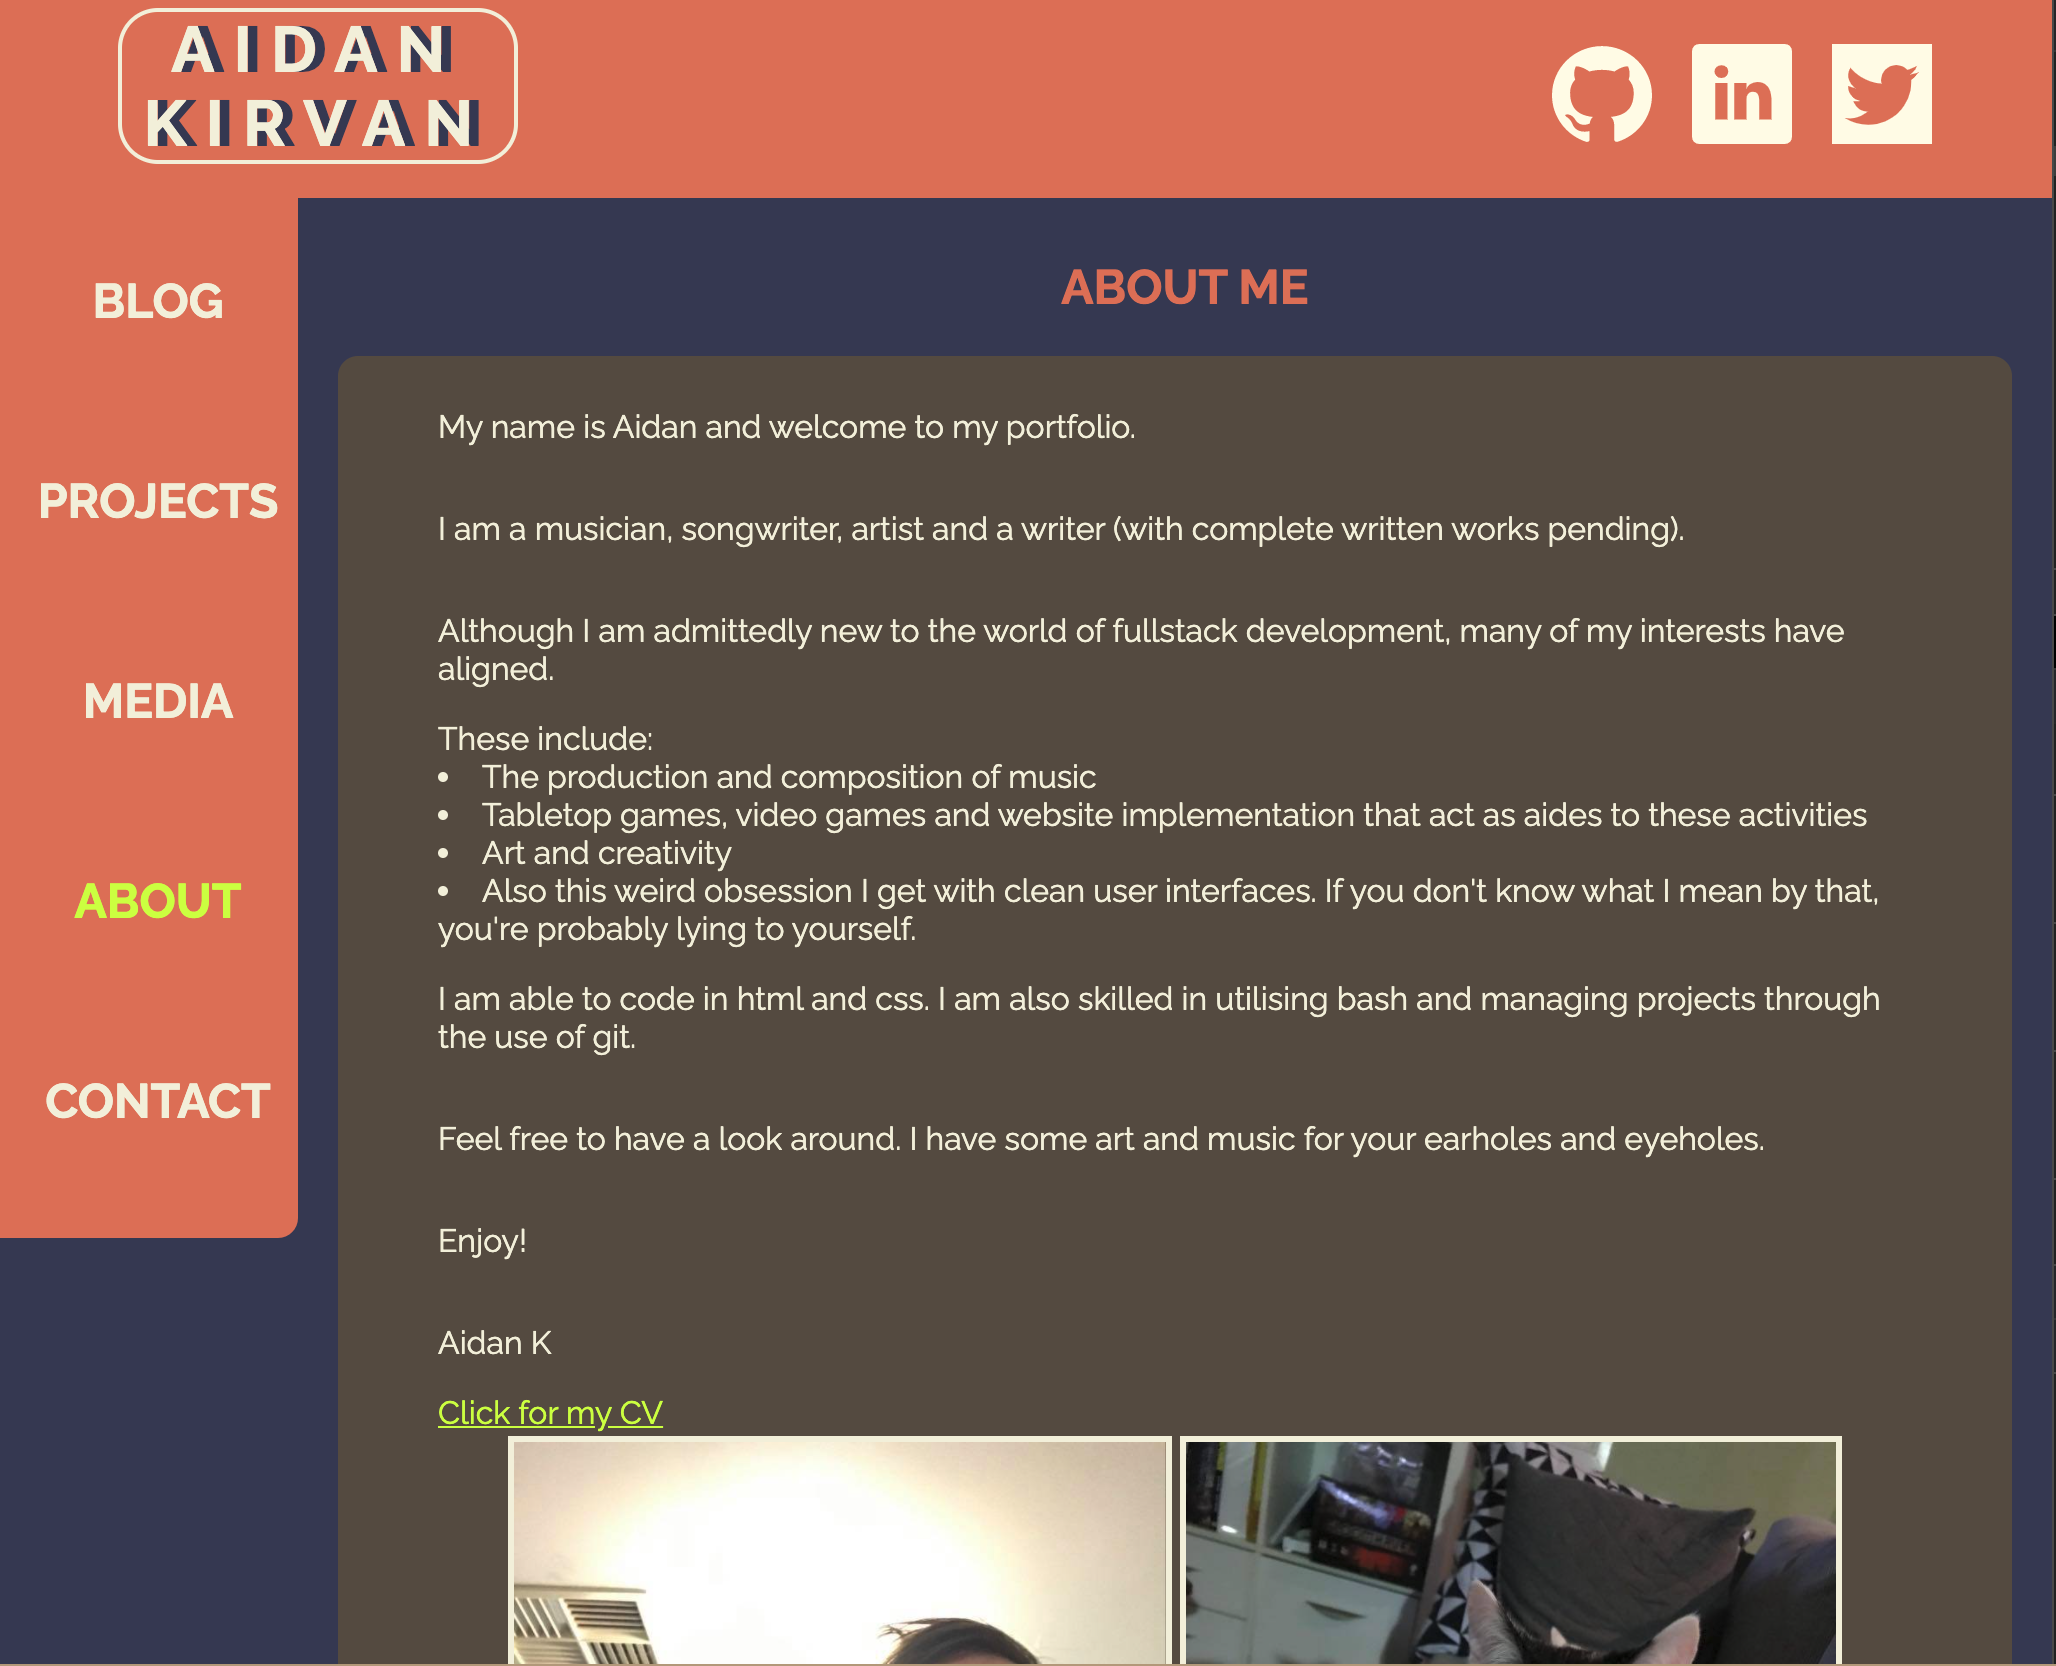 AIDAN
KIRVAN
in
BLOG
PROJECTS
MEDIA
ABOUT
CONTACT
ABOUT ME
My name is Aidan and welcome to my portfolio.
I am a musician, songwriter, artist and a writer (with complete written works pending).
Although I am admittedly new to the world of fullstack development, many of my interests have
aligned.
These include:
• The production and composition of music
• Tabletop games, video games and website implementation that act as aides to these activities
• Art and creativity
• Also this weird obsession I get with clean user interfaces. If you don't know what I mean by that,
you're probably lying to yourself.
I am able to code in html and css. I am also skilled in utilising bash and managing projects through
the use of git.
Feel free to have a look around. I have some art and music for your earholes and eyeholes.
Enjoy!
Aidan K
Click for my CV